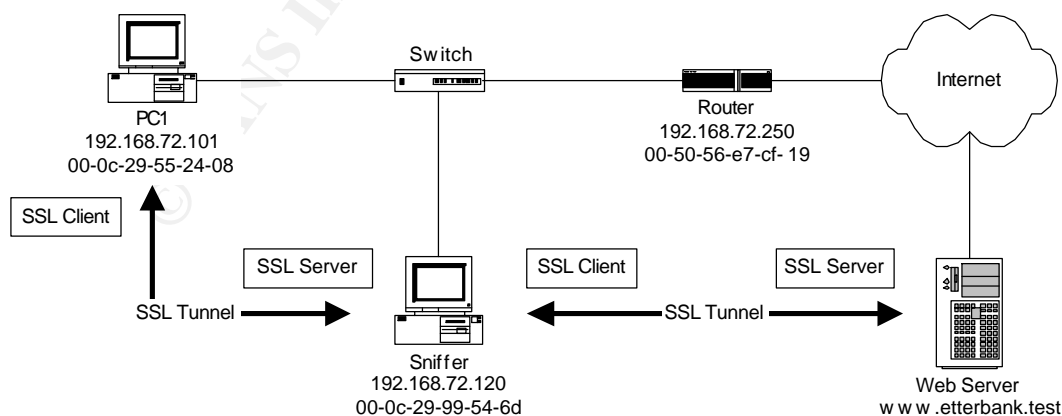 Switch
Internet
PC1
192.168.72.101
00-0c-29-55-24-08
Router
192.168.72.250
00-50-56-e7-cf- 19
SSL Client
SSL Server
SSL Client
SSL Server
SSL Tunnel
SSL Tunnel
Sniffer
192.168.72.120
00-0c-29-99-54-6d
Web Server
www.etterbank.test